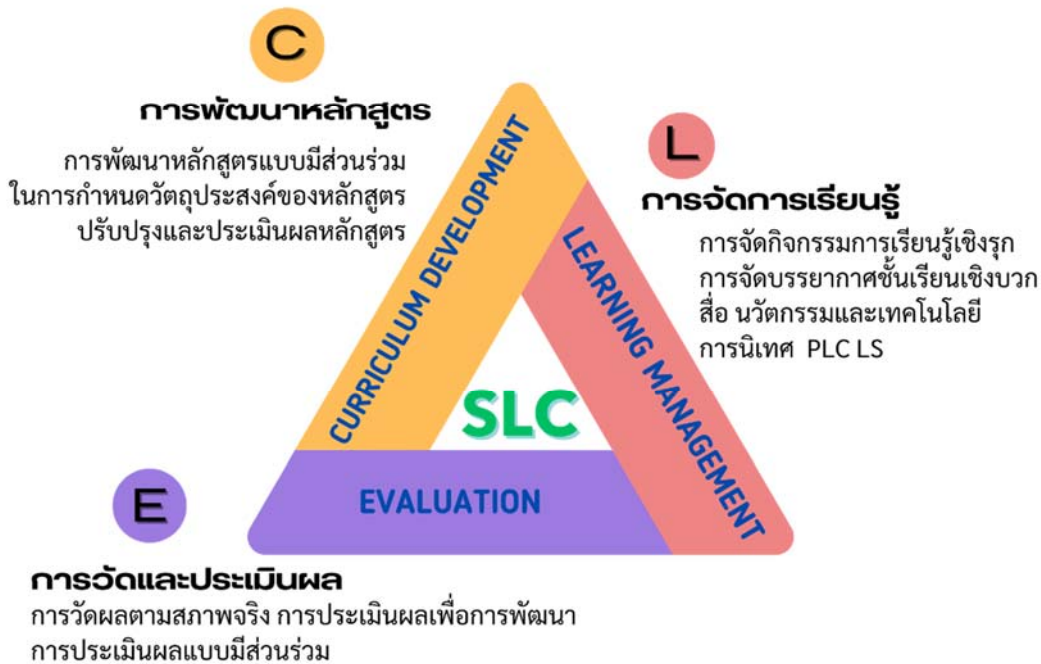 C
การพัฒนาหลักสูตร
การพัฒนาหลักสูตรแบบมีส่วนร่วม
ในการกำหนดวัตถุประสงค์ของหลักสูตร
ปรับปรุงและประเมินผลหลักสูตร
CURRICULUM DEVELOPMENT
L
การจัดการเรียนรู้
การจัดกิจกรรมการเรียนรู้เชิงรุก
การจัดบรรยากาศชั้นเรียนเชิงบวก
สื่อ นวัตกรรมและเทคโนโลยี
การนิเทศ PLC LS
LEARNING MANAGEMENT
SLC
EVALUATION
E
การวัดและประเมินผล
การวัดผลตามสภาพจริง การประเมินผลเพื่อการพัฒนา
การประเมินผลแบบมีส่วนร่วม